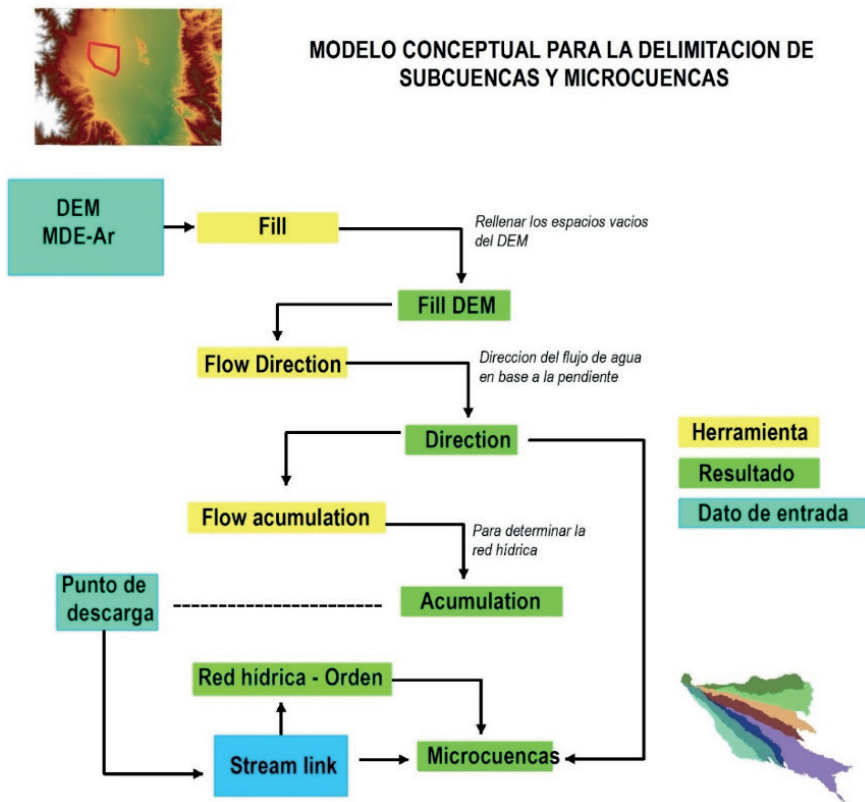 MODELO CONCEPTUAL PARA LA DELIMITACION DE
SUBCUENCAS Y MICROCUENCAS
DEM
MDE-Ar
Fill
Rellenar los espacios vacios
del DEM
Fill DEM
Flow Direction
Direccion del flujo de agua
en base a la pendiente
Direction
Herramienta
Resultado
Dato de entrada
Flow acumulation
Para determinar la
red hídrica
Punto de
descarga
Acumulation
Red hídrica - Orden
Stream link
Microcuencas